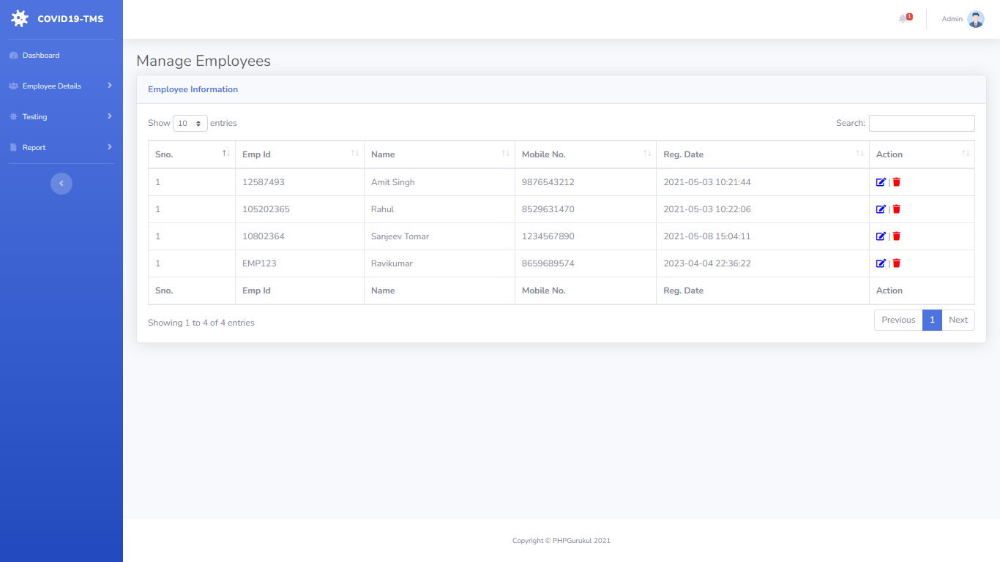 COVID19-TMS
1
Admin
Dashboard
Employee Details
Testing
Report
Manage Employees
Employee Information
Show 10 entries
Search:
Sno. Emp Id Name Mobile No. Reg. Date Action
1 12587493 Amit Singh 9876543212 2021-05-03 10:21:44 |
1 105202365 Rahul 8529631470 2021-05-03 10:22:06 |
1 10802364 Sanjeev Tomar 1234567890 2021-05-08 15:04:11 |
1 EMP123 Ravikumar 8659689574 2023-04-04 22:36:22 |
Sno. Emp Id Name Mobile No. Reg. Date Action
Showing 1 to 4 of 4 entries
Previous 1 Next
Copyright © PHPGurukul 2021